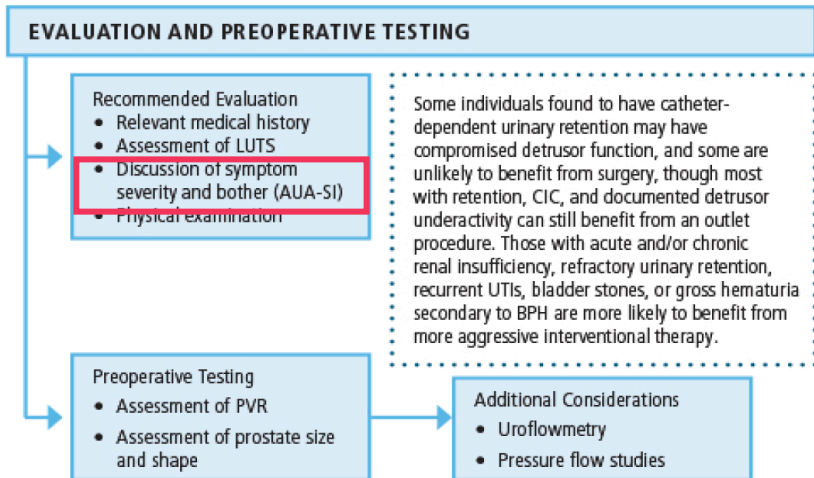 EVALUATION AND PREOPERATIVE TESTING
Recommended Evaluation
• Relevant medical history
• Assessment of LUTS
• Discussion of symptom
severity and bother (AUA-SI)
• Physical examination
Some individuals found to have catheter-
dependent urinary retention may have
compromised detrusor function, and some are
unlikely to benefit from surgery, though most
with retention, CIC, and documented detrusor
underactivity can still benefit from an outlet
procedure. Those with acute and/or chronic
renal insufficiency, refractory urinary retention,
recurrent UTIs, bladder stones, or gross hematuria
secondary to BPH are more likely to benefit from
more aggressive interventional therapy.
Preoperative Testing
• Assessment of PVR
• Assessment of prostate size
and shape
Additional Considerations
• Uroflowmetry
• Pressure flow studies